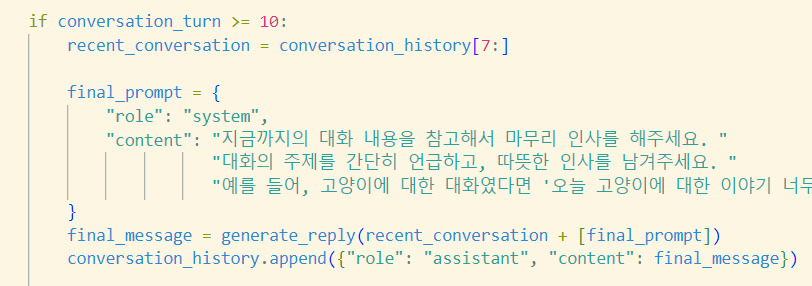 if conversation_turn >= 10:
recent_conversation = conversation_history[7:]
final_prompt = {
"role": "system",
"content": "지금까지의 대화 내용을 참고해서 마무리 인사를 해주세요. "
"대화의 주제를 간단히 언급하고, 따뜻한 인사를 남겨주세요. "
"예를 들어, 고양이에 대한 대화였다면 '오늘 고양이에 대한 이야기 너무
}
final_message = generate_reply(recent_conversation + [final_prompt])
conversation_history.append({"role": "assistant", "content": final_message})